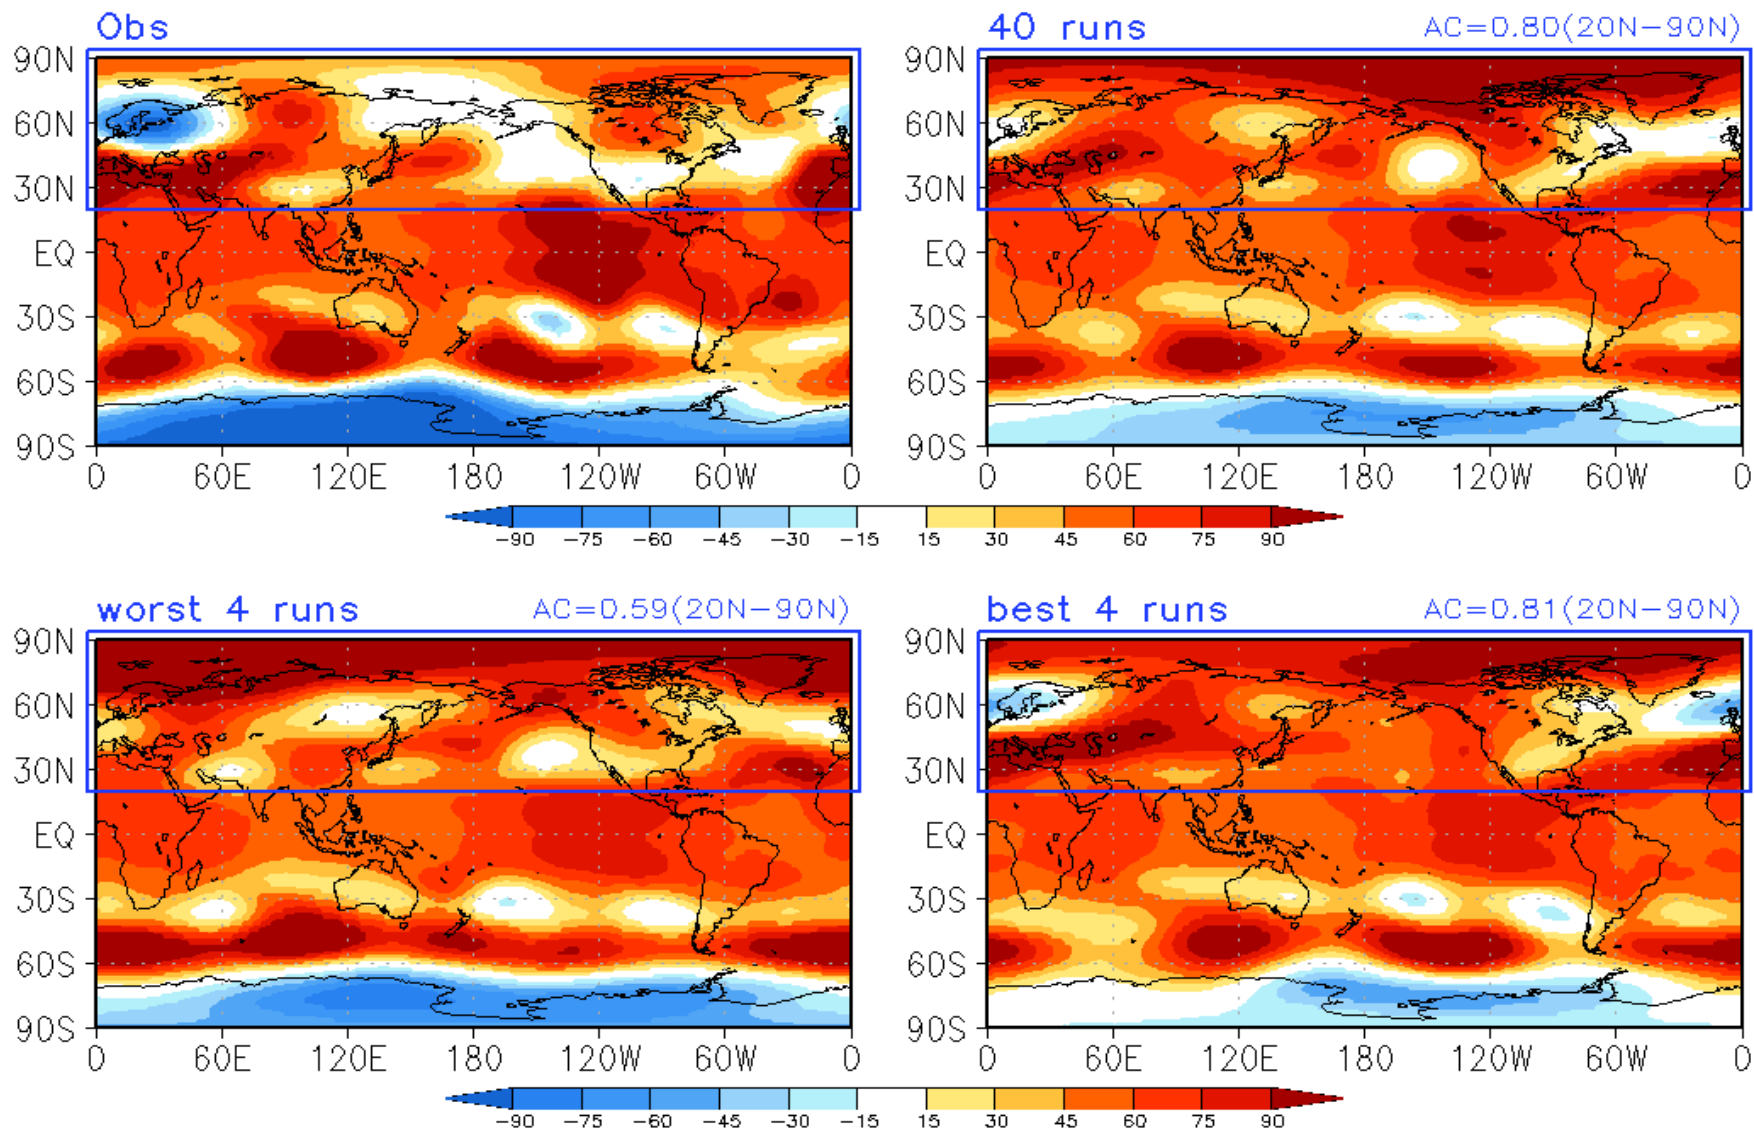 Obs
40 runs AC=0.80(20N-90N)
90N 90N
60N 60N
30N 30N
EQ EQ
30S 30S
60S 60S
90S 90S
0 60E 120E 180 120W 60W 0 0 60E 120E 180 120W 60W 0
-90 -75 -60 -45 -30 -15 15 30 45 60 75 90
worst 4 runs AC=0.59(20N-90N)
best 4 runs AC=0.81(20N-90N)
90N 90N
60N 60N
30N 30N
EQ EQ
30S 30S
60S 60S
90S 90S
0 60E 120E 180 120W 60W 0 0 60E 120E 180 120W 60W 0
-90 -75 -60 -45 -30 -15 15 30 45 60 75 90